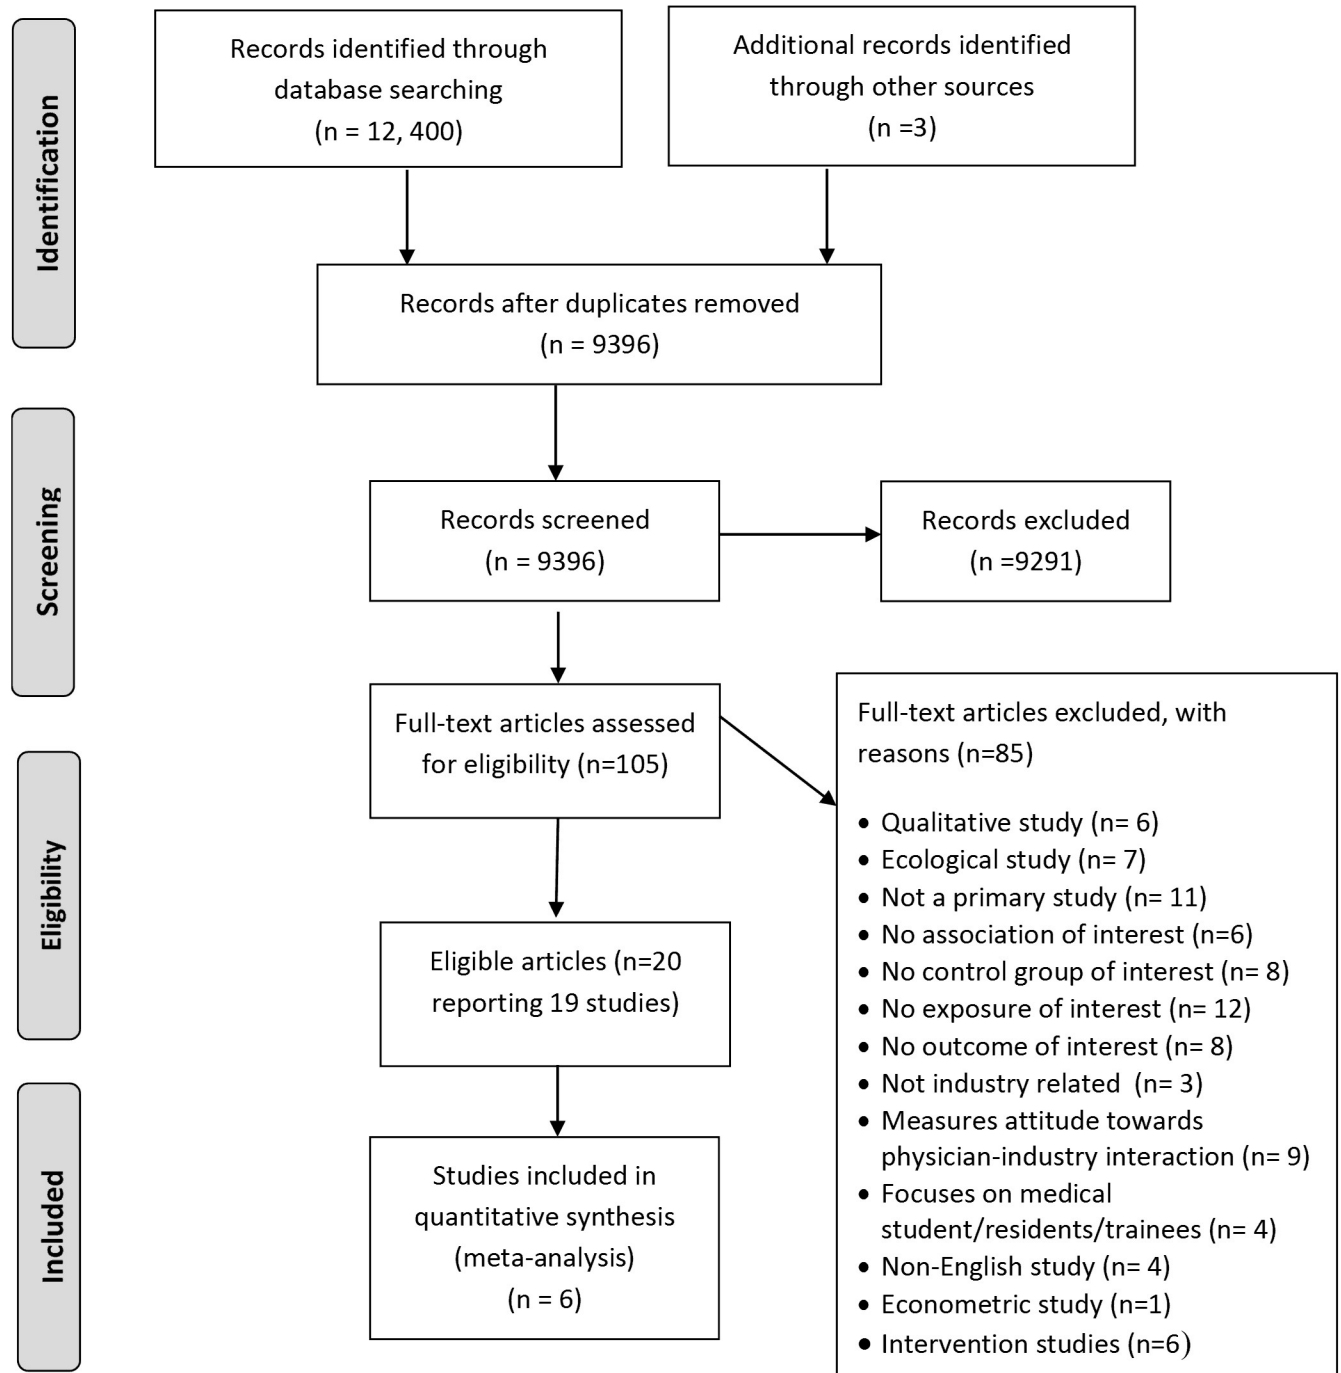 Identification
Records identified through
database searching
(n = 12, 400)
Additional records identified
through other sources
(n =3)
Records after duplicates removed
(n = 9396)
Screening
Records screened
(n = 9396)
Records excluded
(n =9291)
Eligibility
Full-text articles assessed
for eligibility (n=105)
Full-text articles excluded, with
reasons (n=85)
• Qualitative study (n= 6)
• Ecological study (n= 7)
• Not a primary study (n= 11)
• No association of interest (n=6)
• No control group of interest (n= 8)
• No exposure of interest (n= 12)
• No outcome of interest (n= 8)
• Not industry related (n= 3)
• Measures attitude towards
physician-industry interaction (n= 9)
• Focuses on medical
student/residents/trainees (n= 4)
• Non-English study (n= 4)
• Econometric study (n=1)
• Intervention studies (n=6)
Eligible articles (n=20
reporting 19 studies)
Included
Studies included in
quantitative synthesis
(meta-analysis)
(n = 6)